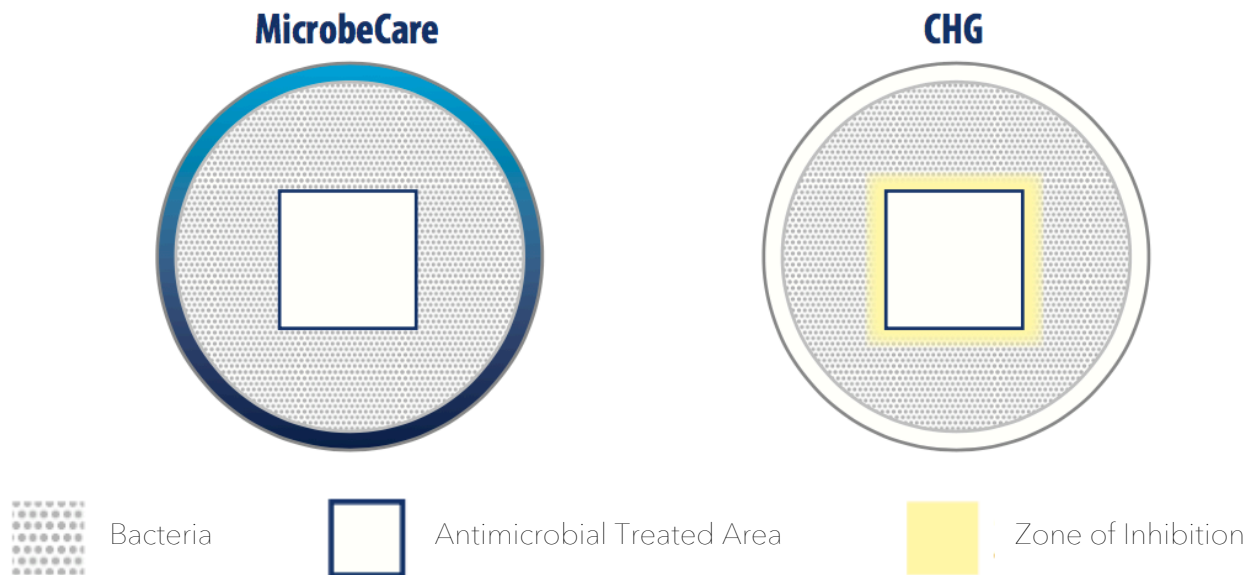 MicrobeCare
CHG
Bacteria
Antimicrobial Treated Area
Zone of Inhibition